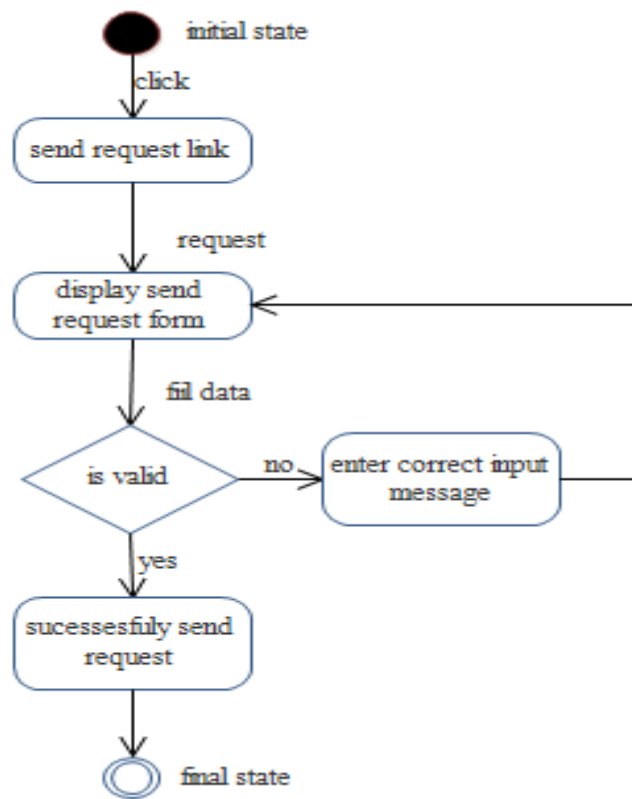 initial state
click
send request link
request
display send
request form
fiil data
is valid
no
enter correct input
message
yes
sucessesfuly send
request
final state